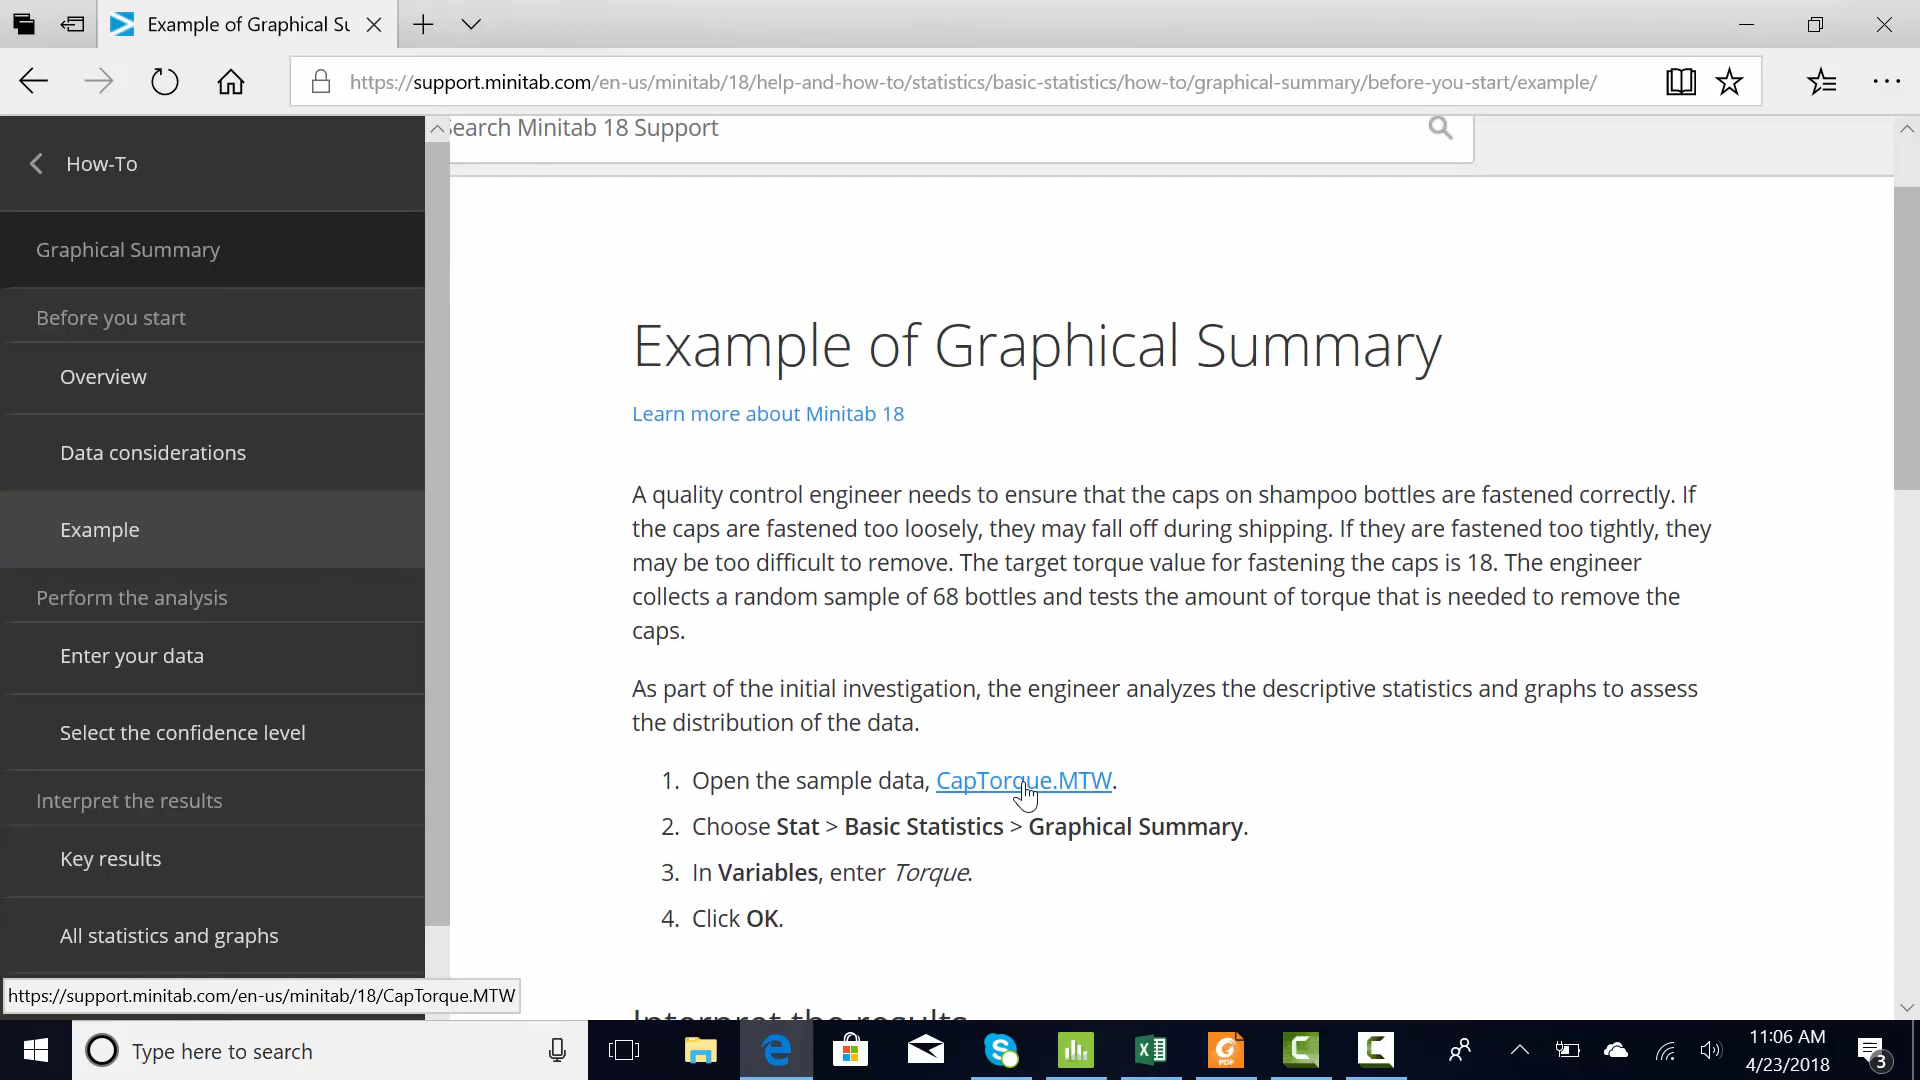 Example of Graphical Su
https://support.minitab.com/en-us/minitab/18/help-and-how-to/statistics/basic-statistics/how-to/graphical-summary/before-you-start/example/
How-To
Graphical Summary
Before you start
Overview
Data considerations
Example
Perform the analysis
Enter your data
Select the confidence level
Interpret the results
Key results
All statistics and graphs
https://support.minitab.com/en-us/minitab/18/CapTorque.MTW
Search Minitab 18 Support
Example of Graphical Summary
Learn more about Minitab 18
A quality control engineer needs to ensure that the caps on shampoo bottles are fastened correctly. If
the caps are fastened too loosely, they may fall off during shipping. If they are fastened too tightly, they
may be too difficult to remove. The target torque value for fastening the caps is 18. The engineer
collects a random sample of 68 bottles and tests the amount of torque that is needed to remove the
caps.
As part of the initial investigation, the engineer analyzes the descriptive statistics and graphs to assess
the distribution of the data.
1. Open the sample data, CapTorque.MTW.
2. Choose Stat > Basic Statistics > Graphical Summary.
3. In Variables, enter Torque.
4. Click OK.
Interpret the results
Type here to search
PDF
11:06 AM
4/23/2018
3